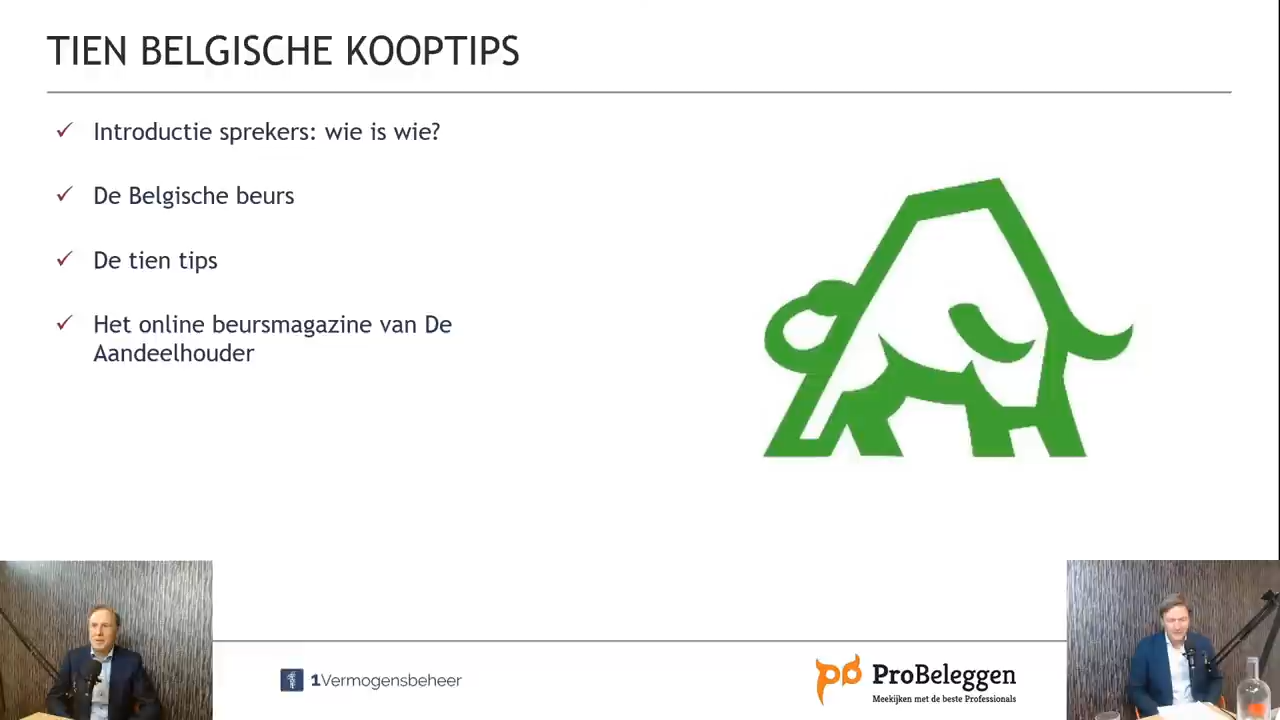 TIEN BELGISCHE KOOPTIPS
Introductie sprekers: wie is wie?
De Belgische beurs
De tien tips
Het online beursmagazine van De
Aandeelhouder
1Vermogensbeheer
ProBeleggen
Meekijken met de beste Professionals